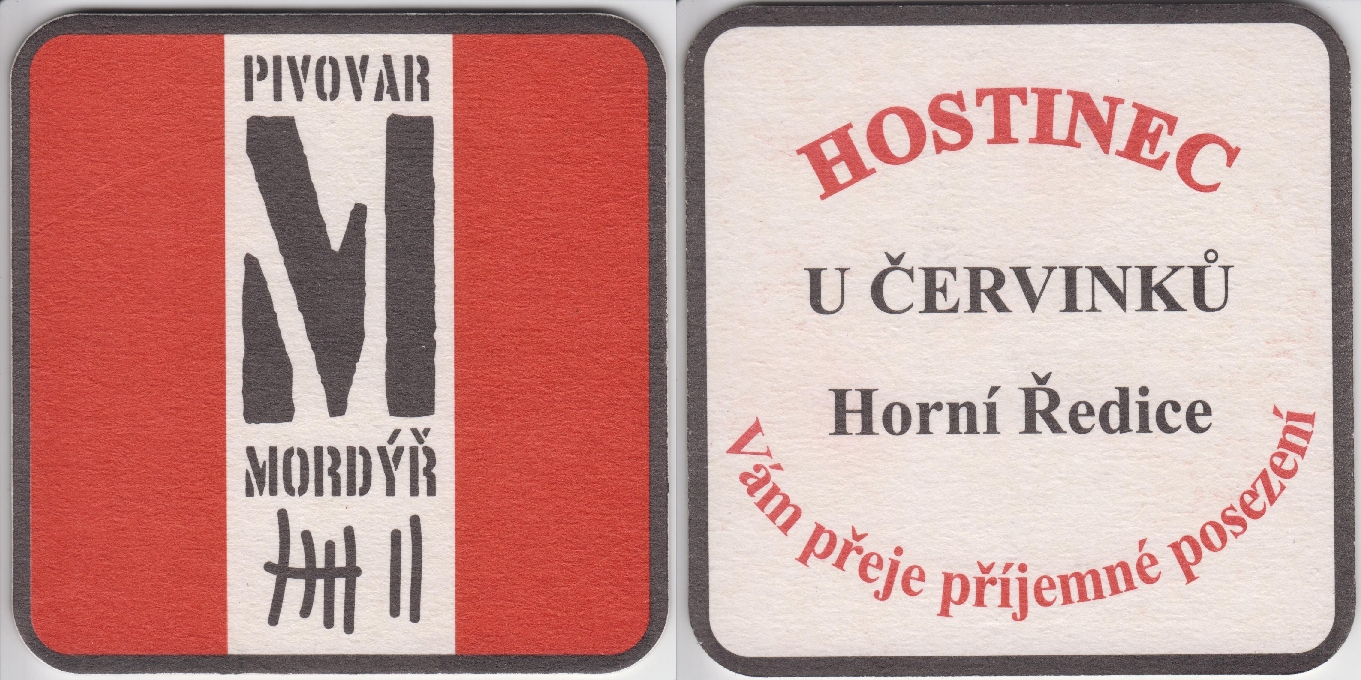 PIVOVAR
M
MORDÝŘ
HOSTINEC
U ČERVINKŮ
Horní Ředice
Vám přeje příjemné posezení